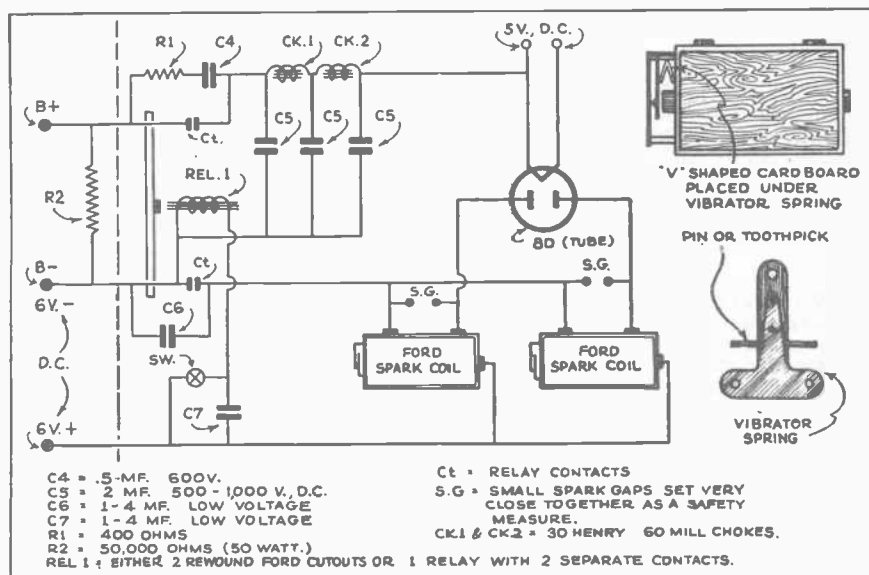 R1
C4
CK.1
CK.2
5V., D.C.
B+
Ct.
C5
C5
C5
REL.1
R2
"V" SHAPED CARD BOARD
PLACED UNDER
VIBRATOR SPRING
8D (TUBE)
PIN OR TOOTHPICK
B-
Ct
S.G.
S.G.
6V.-
C6
D.C.
SW.
FORD
SPARK COIL
FORD
SPARK COIL
C7
6V.+
VIBRATOR
SPRING
C4 = .5-MF. 600V.
C5 = 2 MF. 500-1,000 V., D.C.
C6 = 1-4 MF. LOW VOLTAGE
C7 = 1-4 MF. LOW VOLTAGE
R1 = 400 OHMS
R2 = 50,000 OHMS (50 WATT.)
Ct = RELAY CONTACTS
S.G = SMALL SPARK GAPS SET VERY
CLOSE TOGETHER AS A SAFETY
MEASURE.
CK.1 & CK.2 = 30 HENRY 60 MILL CHOKES.
REL 1 = EITHER 2 REWOUND FORD CUTOUTS OR 1 RELAY WITH 2 SEPARATE CONTACTS.